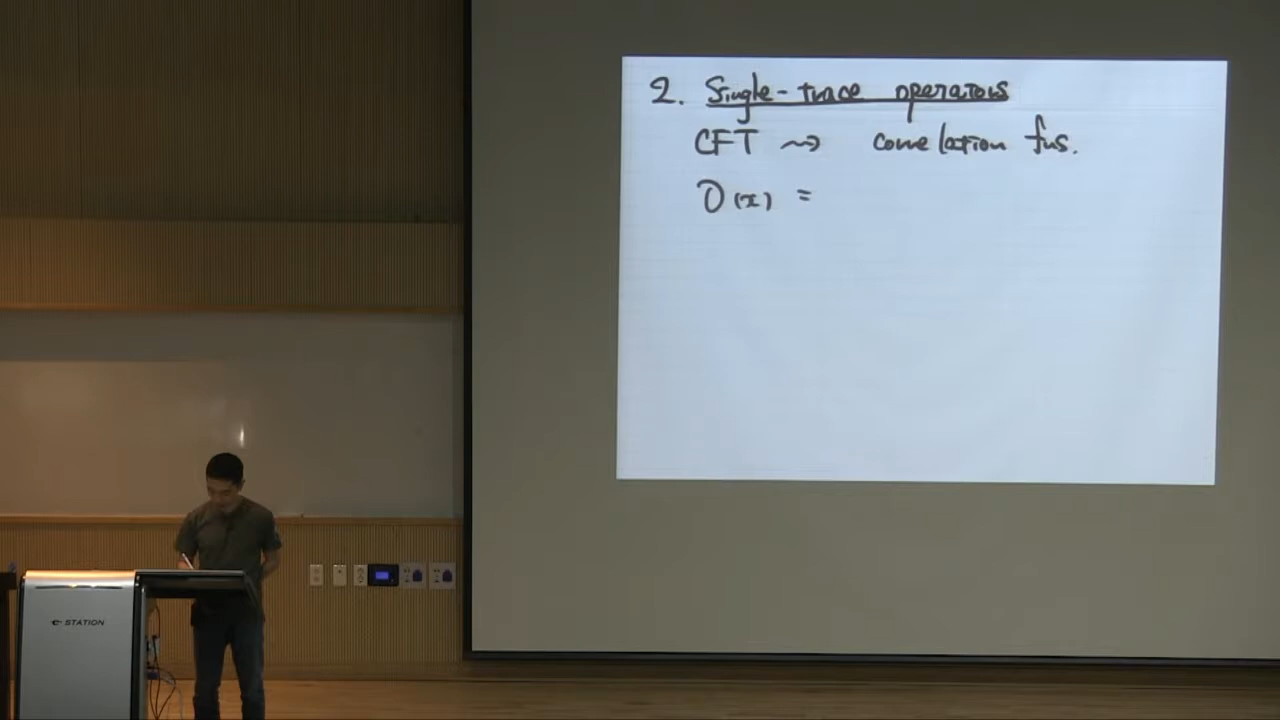 2. Single-trace operators
CFT ⇝ correlation fns.
O(x) =
e-STATION